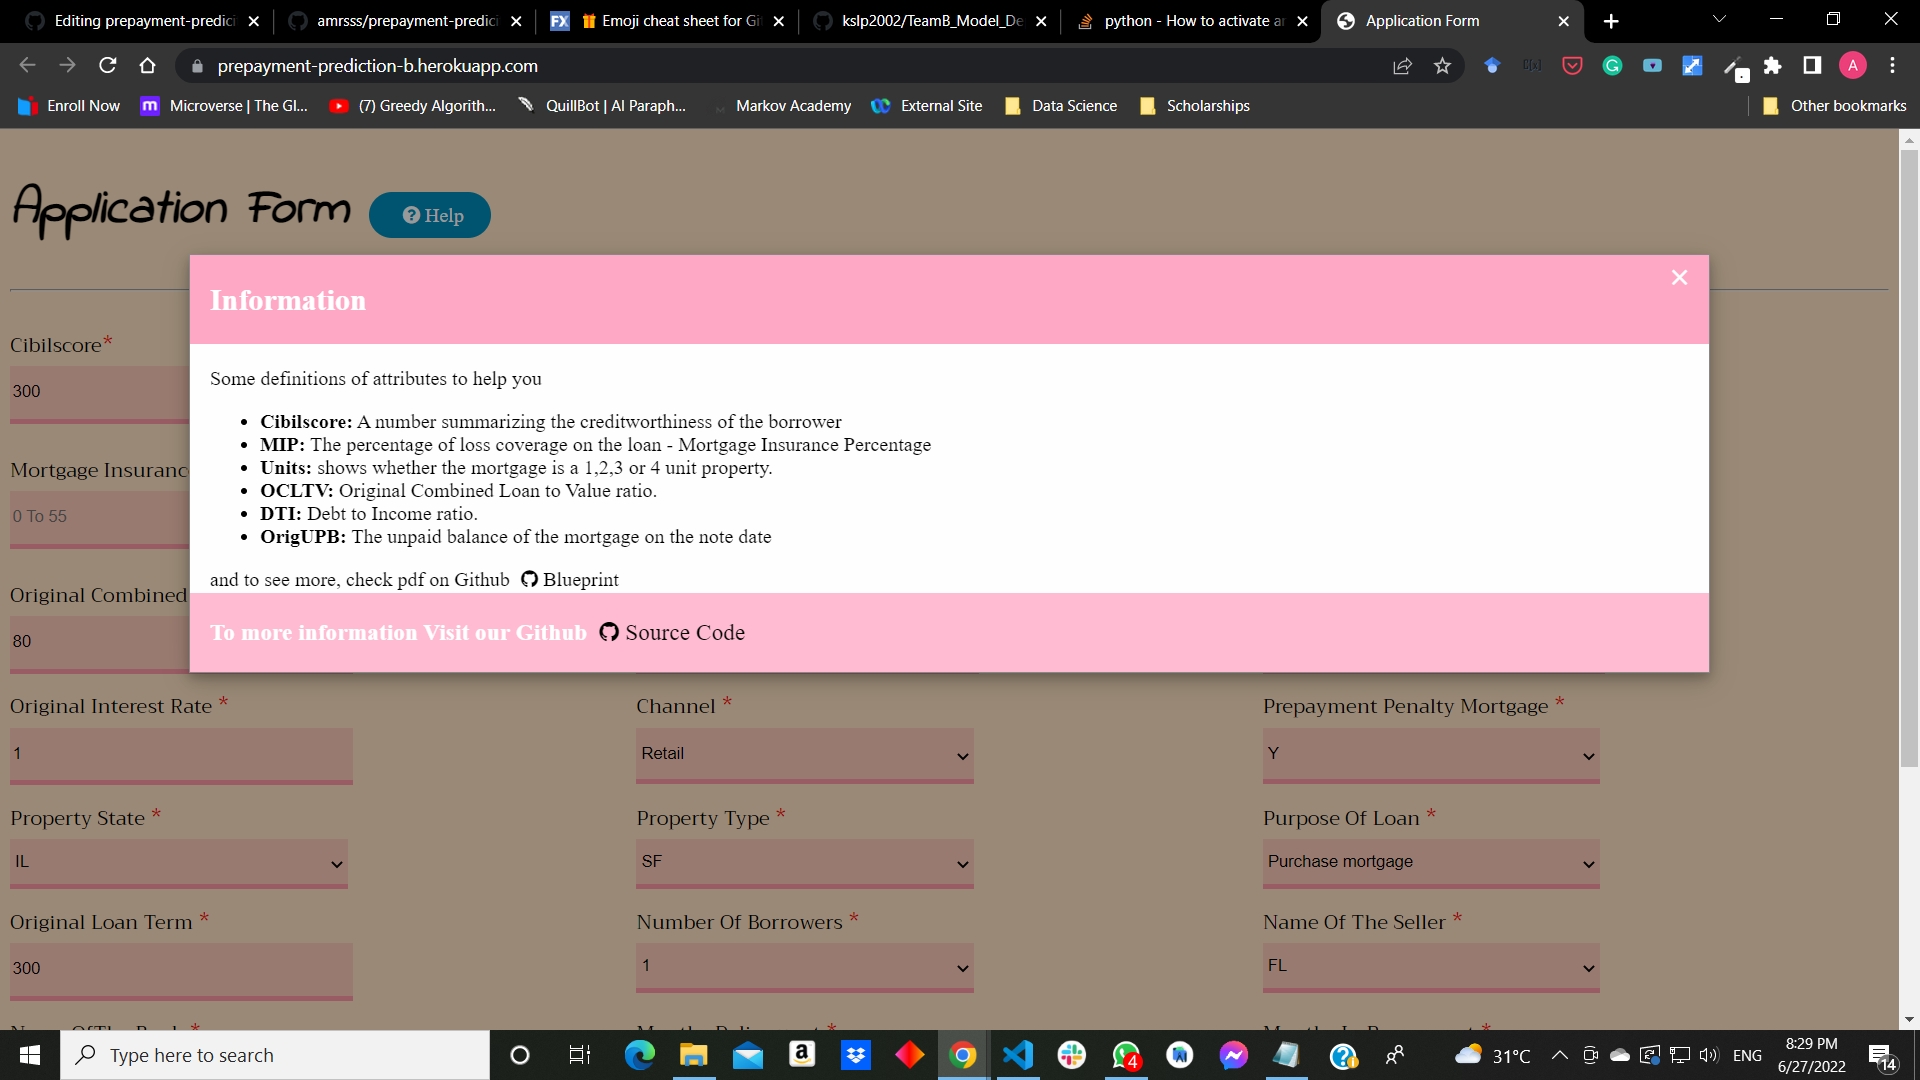 Editing prepayment-predic
amrsss/prepayment-predic
FX
Emoji cheat sheet for Gi
kslp2002/TeamB_Model_De
python - How to activate a
Application Form
prepayment-prediction-b.herokuapp.com
A
Enroll Now
m
Microverse | The Gl...
(7) Greedy Algorith...
QuillBot | AI Paraph...
Markov Academy
External Site
Data Science
Scholarships
Other bookmarks
Application Form
Help
Information
Some definitions of attributes to help you
• Cibilscore: A number summarizing the creditworthiness of the borrower
• MIP: The percentage of loss coverage on the loan - Mortgage Insurance Percentage
• Units: shows whether the mortgage is a 1,2,3 or 4 unit property.
• OCLTV: Original Combined Loan to Value ratio.
• DTI: Debt to Income ratio.
• OrigUPB: The unpaid balance of the mortgage on the note date
and to see more, check pdf on Github Blueprint
To more information Visit our Github Source Code
Cibilscore*
300
Mortgage Insuranc
0 To 55
Original Combined
80
Original Interest Rate *
Channel *
Prepayment Penalty Mortgage *
1
Retail
Y
Property State *
Property Type *
Purpose Of Loan *
IL
SF
Purchase mortgage
Original Loan Term *
Number Of Borrowers *
Name Of The Seller *
300
1
FL
Type here to search
4
31°C
ENG
8:29 PM
6/27/2022
14